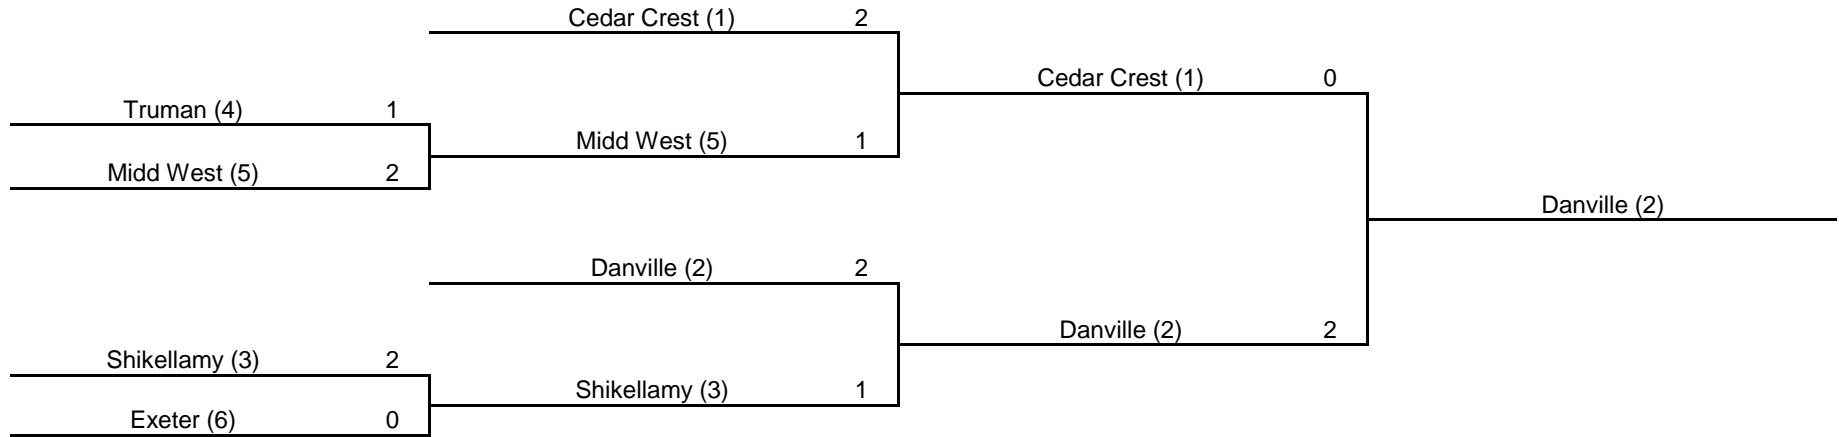 Cedar Crest (1) 2
Cedar Crest (1) 0
Truman (4) 1
Midd West (5) 1
Midd West (5) 2
Danville (2)
Danville (2) 2
Danville (2) 2
Shikellamy (3) 2
Shikellamy (3) 1
Exeter (6) 0